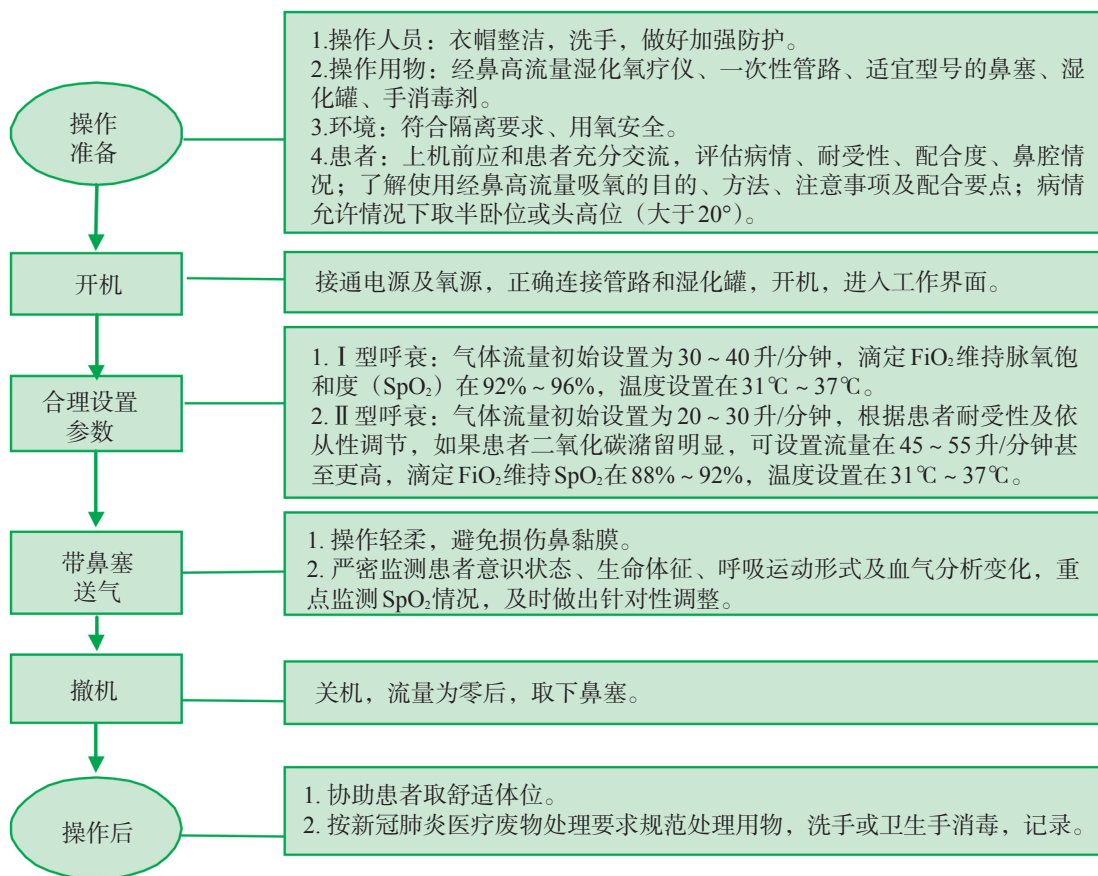 操作
准备
1.操作人员：衣帽整洁，洗手，做好加强防护。
2.操作用物：经鼻高流量湿化氧疗仪、一次性管路、适宜型号的鼻塞、湿
化罐、手消毒剂。
3.环境：符合隔离要求、用氧安全。
4.患者：上机前应和患者充分交流，评估病情、耐受性、配合度、鼻腔情
况；了解使用经鼻高流量吸氧的目的、方法、注意事项及配合要点；病情
允许情况下取半卧位或头高位（大于20°）。
开机
接通电源及氧源，正确连接管路和湿化罐，开机，进入工作界面。
合理设置
参数
1.Ⅰ型呼衰：气体流量初始设置为30～40升/分钟，滴定FiO₂维持脉氧饱
和度（SpO₂）在92%～96%，温度设置在31℃～37℃。
2.Ⅱ型呼衰：气体流量初始设置为20～30升/分钟，根据患者耐受性及依
从性调节，如果患者二氧化碳潴留明显，可设置流量在45～55升/分钟甚
至更高，滴定FiO₂维持SpO₂在88%～92%，温度设置在31℃～37℃。
带鼻塞
送气
1. 操作轻柔，避免损伤鼻黏膜。
2. 严密监测患者意识状态、生命体征、呼吸运动形式及血气分析变化，重
点监测SpO₂情况，及时做出针对性调整。
撤机
关机，流量为零后，取下鼻塞。
操作后
1. 协助患者取舒适体位。
2. 按新冠肺炎医疗废物处理要求规范处理用物，洗手或卫生手消毒，记录。